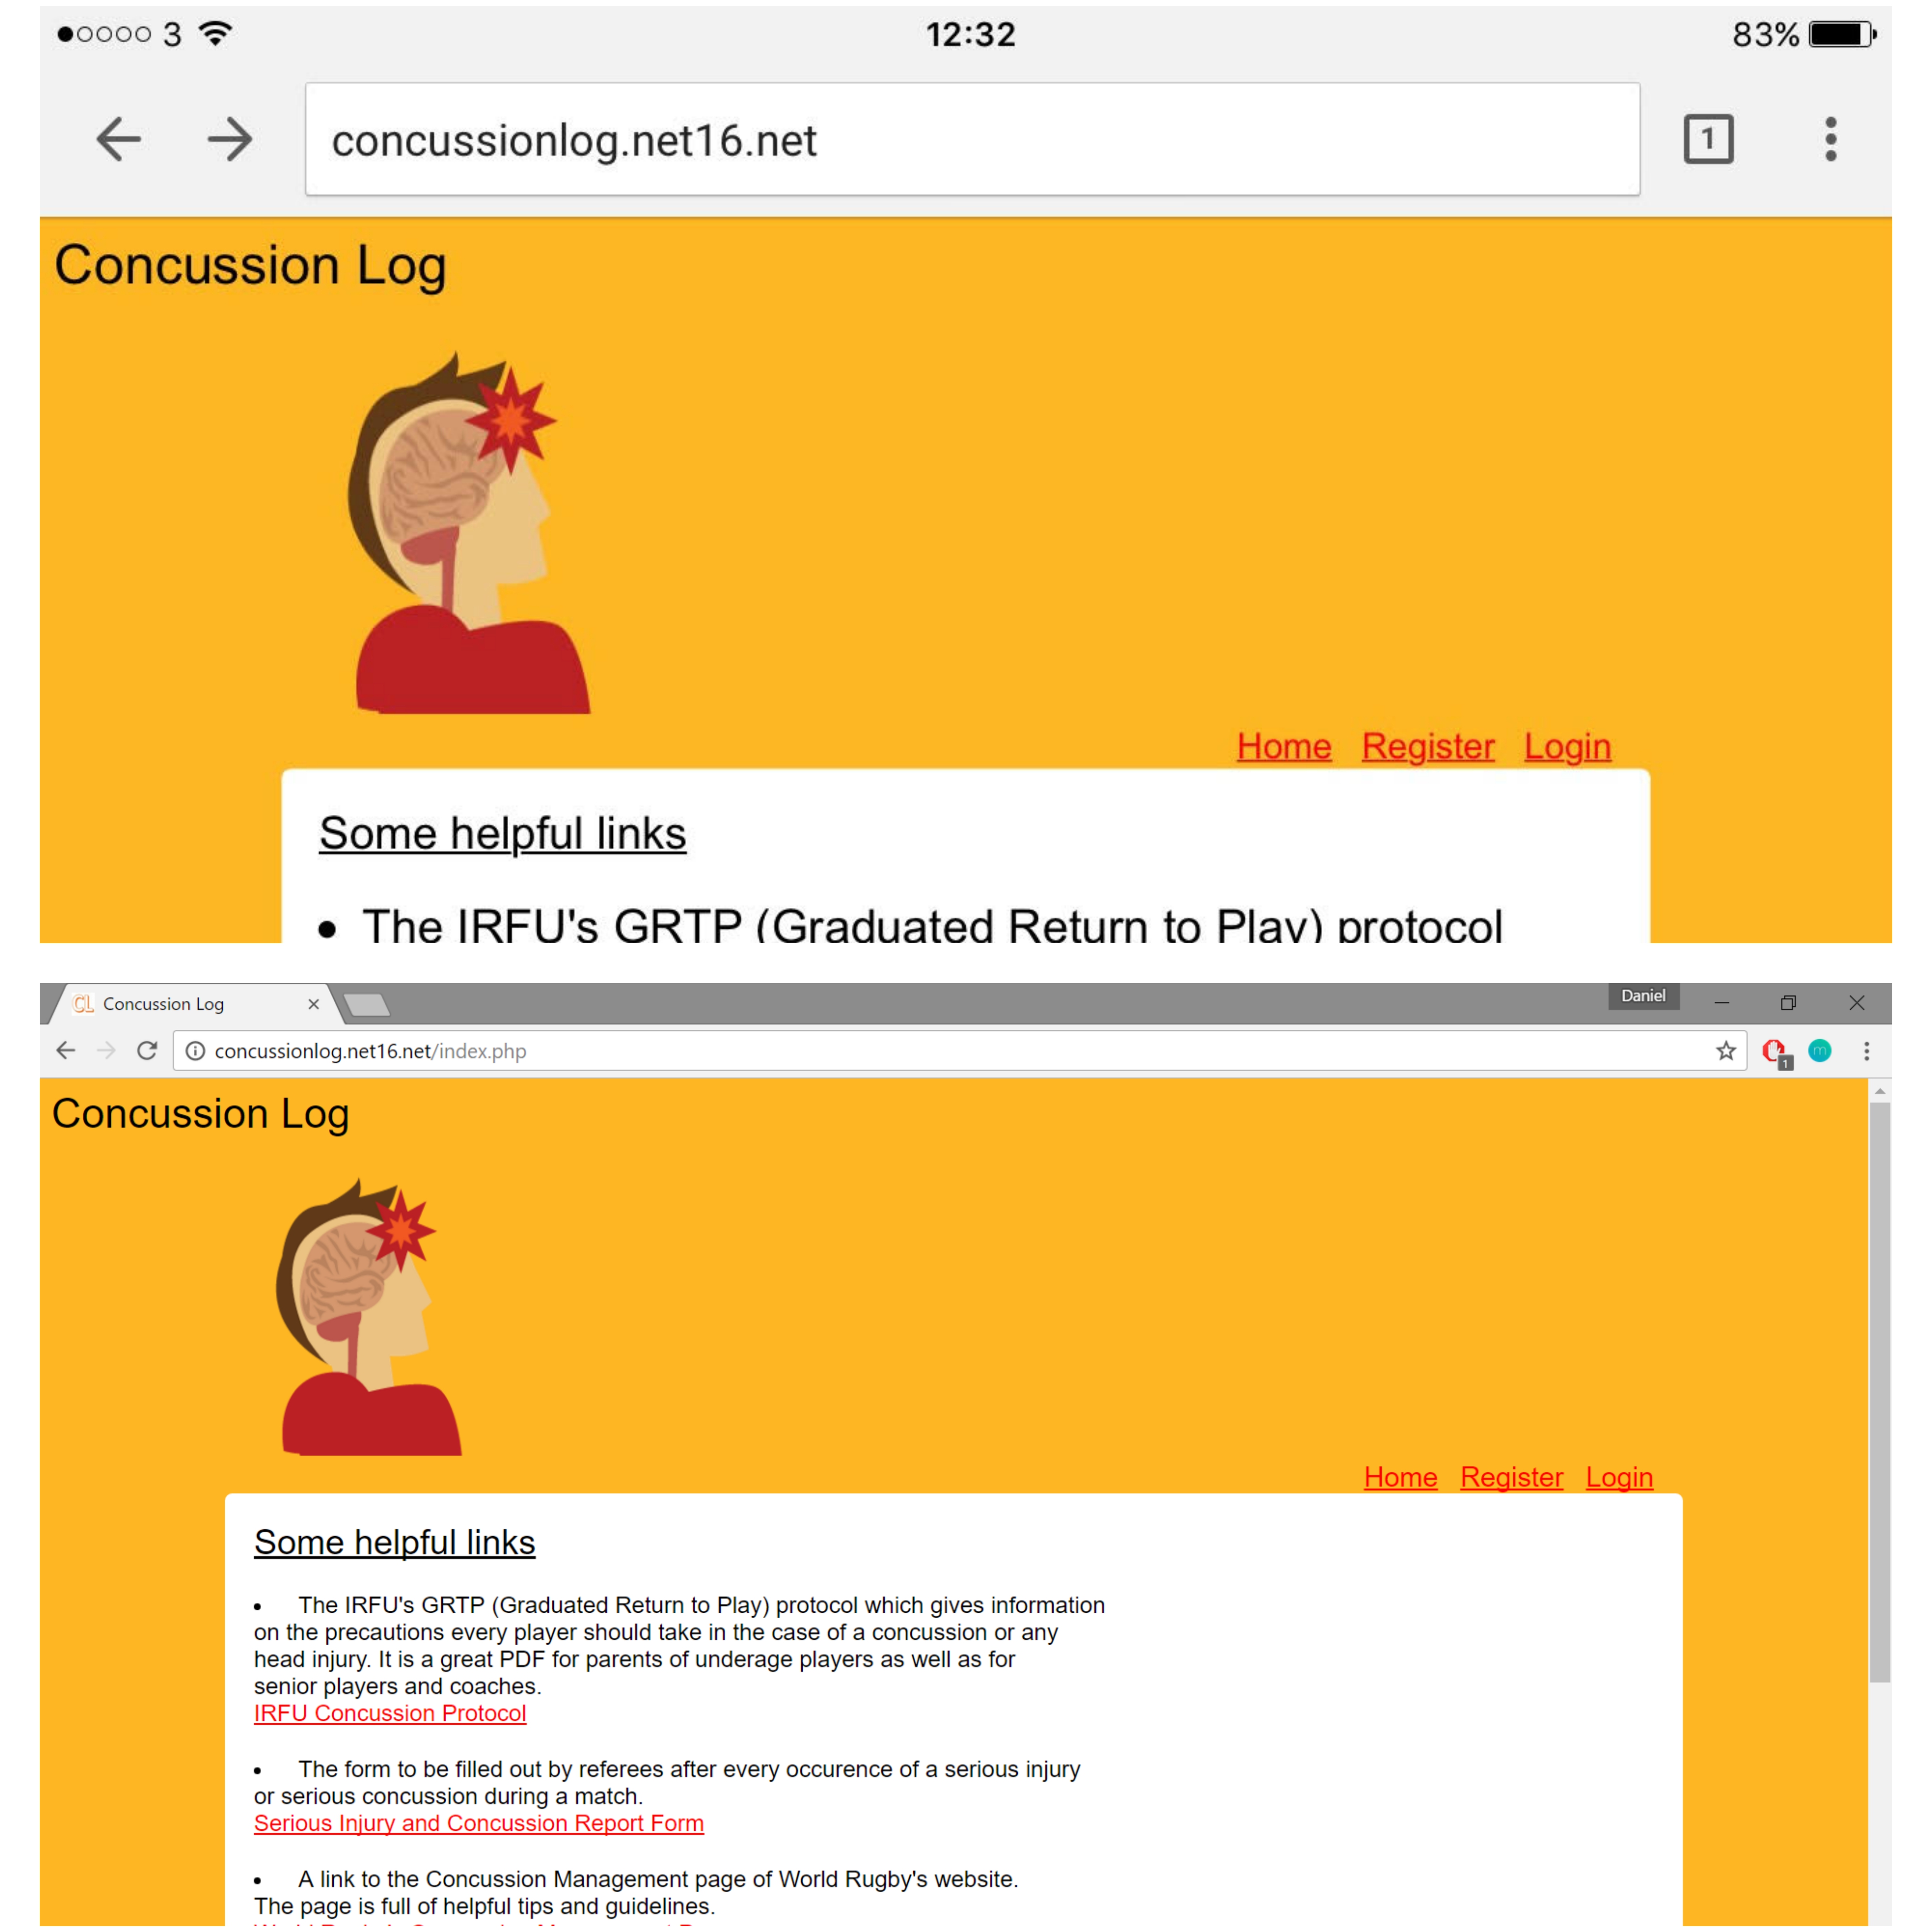 3 12:32 83%
concussionlog.net16.net 1
Concussion Log
Home Register Login
Some helpful links
• The IRFU's GRTP (Graduated Return to Play) protocol
CL Concussion Log Daniel
concussionlog.net16.net/index.php 1 m
Concussion Log
Home Register Login
Some helpful links
• The IRFU's GRTP (Graduated Return to Play) protocol which gives information
on the precautions every player should take in the case of a concussion or any
head injury. It is a great PDF for parents of underage players as well as for
senior players and coaches.
IRFU Concussion Protocol
• The form to be filled out by referees after every occurence of a serious injury
or serious concussion during a match.
Serious Injury and Concussion Report Form
• A link to the Concussion Management page of World Rugby's website.
The page is full of helpful tips and guidelines.